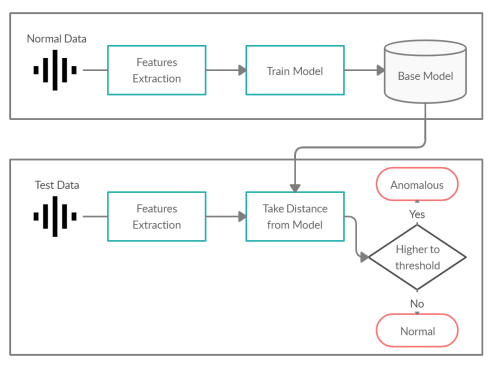 Normal Data
Features
Extraction
Train Model
Base Model
Test Data
Features
Extraction
Take Distance
from Model
Anomalous
Yes
Higher to
threshold
No
Normal